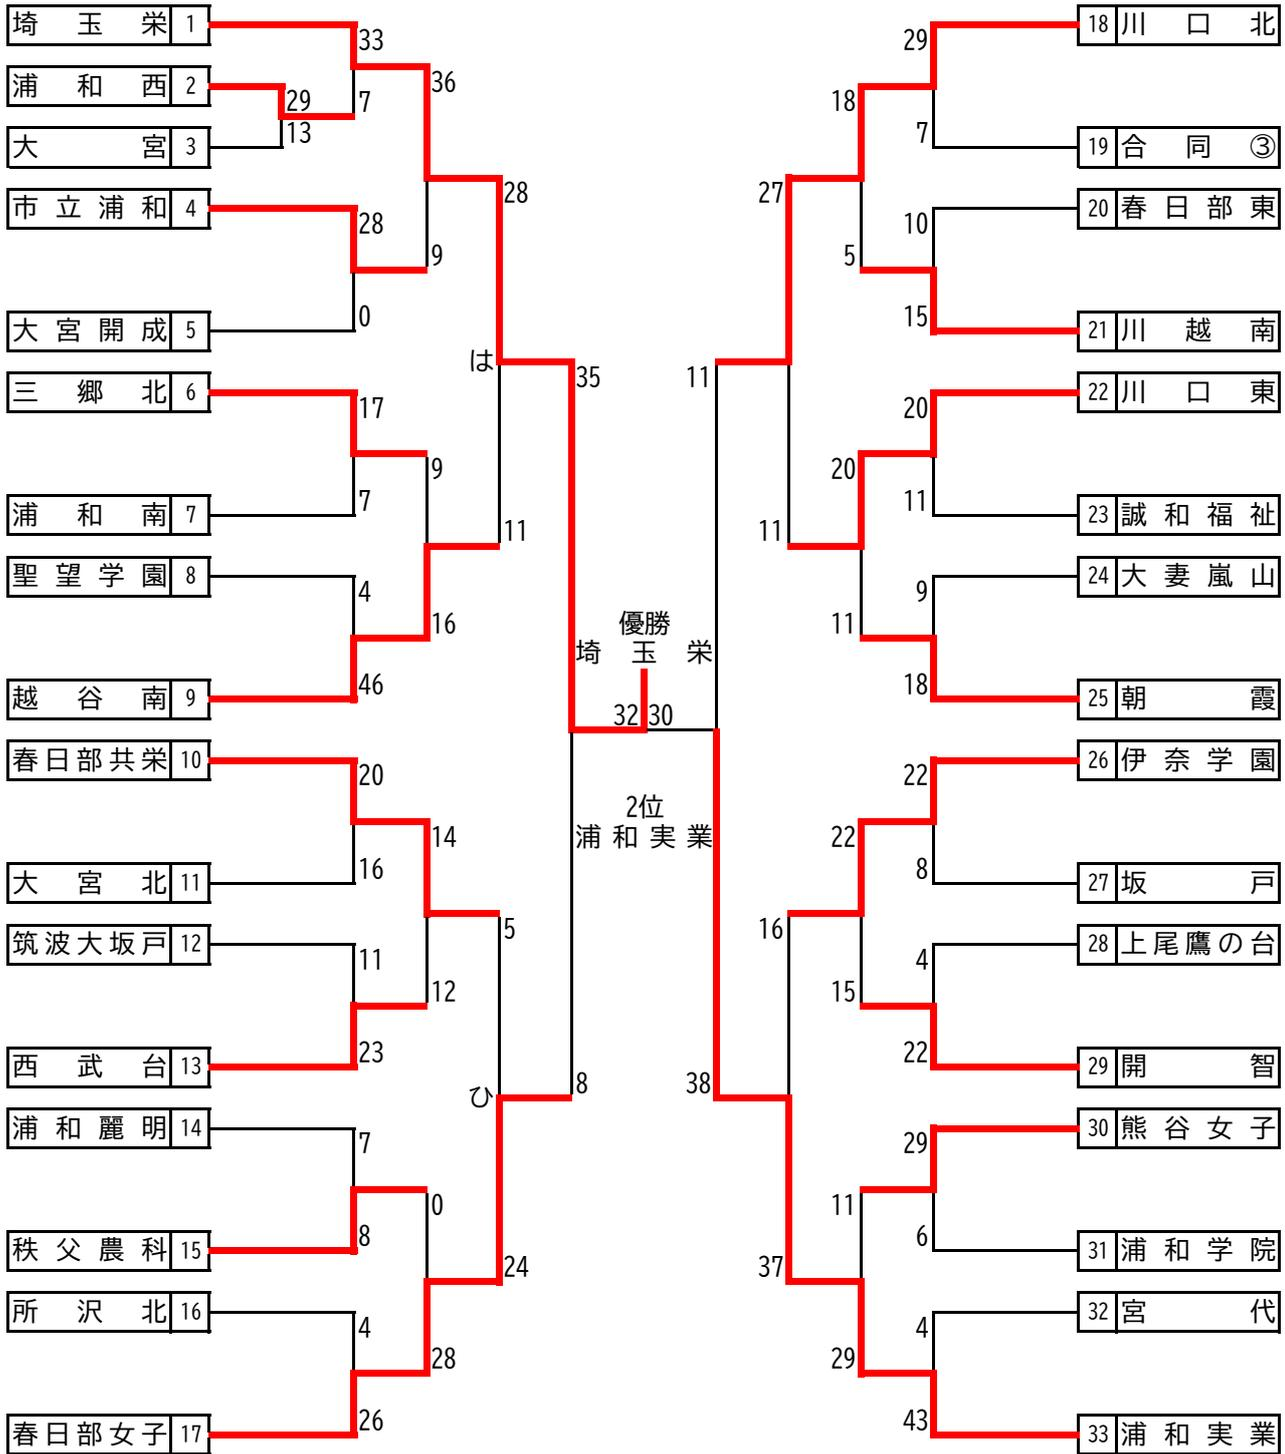 埼玉栄 1
33
36
浦和西 2
29
7
13
大宮 3
28
市立浦和 4
28
9
0
大宮開成 5
は
35
三郷北 6
17
9
7
浦和南 7
11
聖望学園 8
4
16
46
越谷南 9
春日部共栄 10
20
14
16
大宮北 11
5
筑波大坂戸 12
11
12
23
西武台 13
ひ
8
浦和麗明 14
7
0
8
秩父農科 15
24
所沢北 16
4
28
26
春日部女子 17
優勝
埼玉栄
32 30
2位
浦和実業
18 川口北
29
18
7
19 合同③
27
20 春日部東
10
5
15
21 川越南
11
22 川口東
20
20
11
23 誠和福祉
11
24 大妻嵐山
9
11
18
25 朝霞
26 伊奈学園
22
22
8
27 坂戸
16
28 上尾鷹の台
4
15
22
29 開智
38
30 熊谷女子
29
11
6
31 浦和学院
37
32 宮代
4
29
43
33 浦和実業